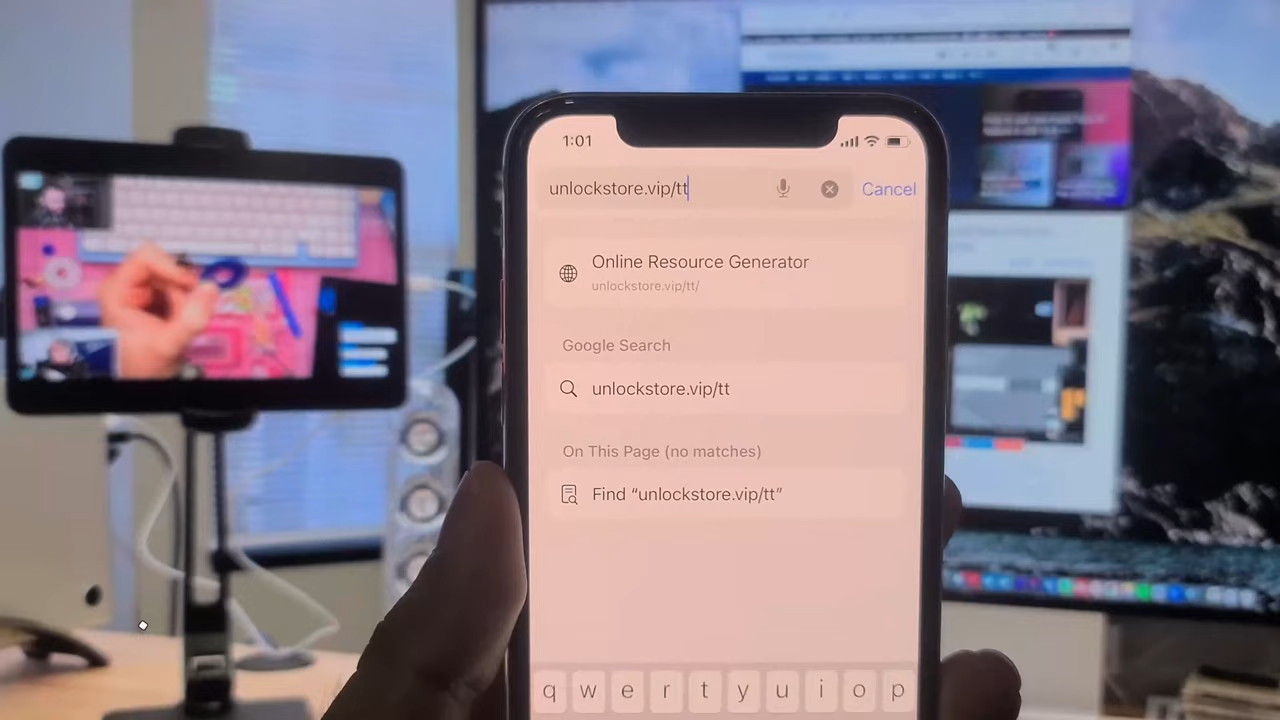 1:01
unlockstore.vip/tt
Cancel
Online Resource Generator
unlockstore.vip/tt/
Google Search
unlockstore.vip/tt
On This Page (no matches)
Find “unlockstore.vip/tt”
q w e r t y u i o p